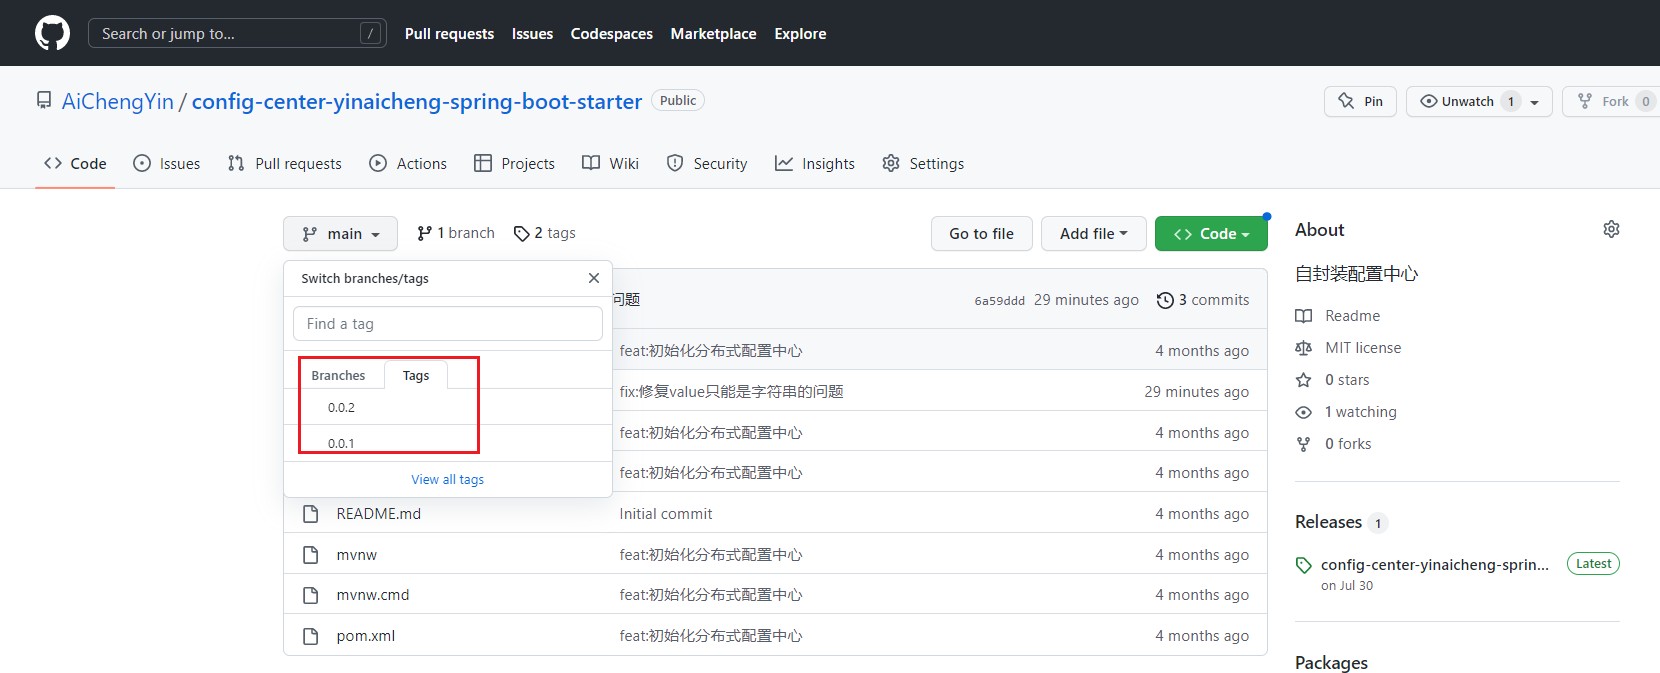 Search or jump to... / Pull requests Issues Codespaces Marketplace Explore
AiChengYin / config-center-yinaicheng-spring-boot-starter Public Pin Unwatch 1 Fork 0
Code Issues Pull requests Actions Projects Wiki Security Insights Settings
main 1 branch 2 tags Go to file Add file Code
Switch branches/tags
Find a tag
Branches Tags
0.0.2
0.0.1
View all tags
问题 6a59ddd 29 minutes ago 3 commits
feat:初始化分布式配置中心 4 months ago
fix:修复value只能是字符串的问题 29 minutes ago
feat:初始化分布式配置中心 4 months ago
feat:初始化分布式配置中心 4 months ago
README.md Initial commit 4 months ago
mvnw feat:初始化分布式配置中心 4 months ago
mvnw.cmd feat:初始化分布式配置中心 4 months ago
pom.xml feat:初始化分布式配置中心 4 months ago
About
自封装配置中心
Readme
MIT license
0 stars
1 watching
0 forks
Releases 1
config-center-yinaicheng-sprin... Latest
on Jul 30
Packages